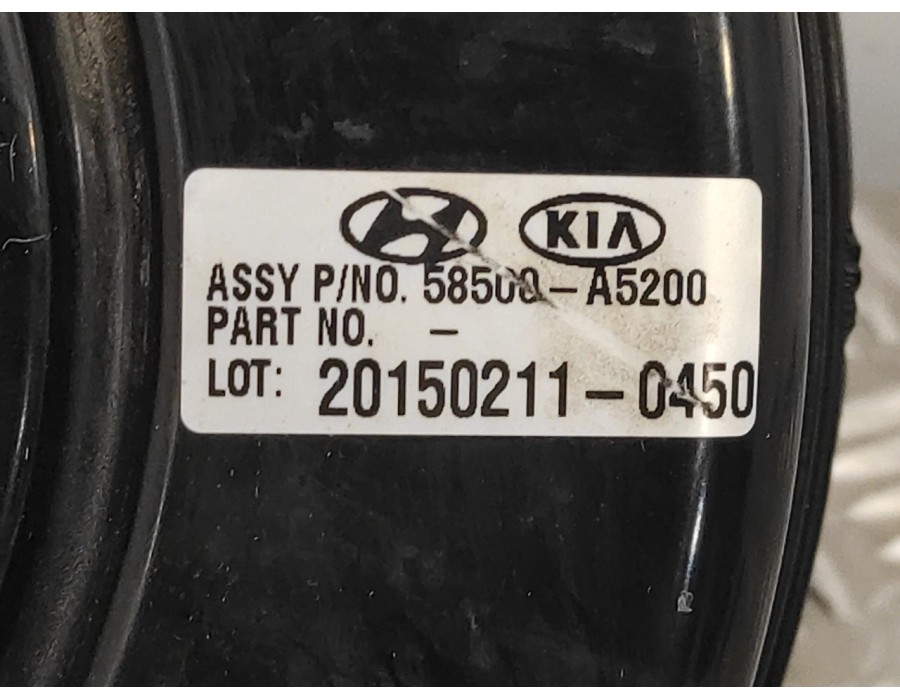 KIA
ASSY P/NO. 58500-A5200
PART NO. -
LOT: 20150211-0450